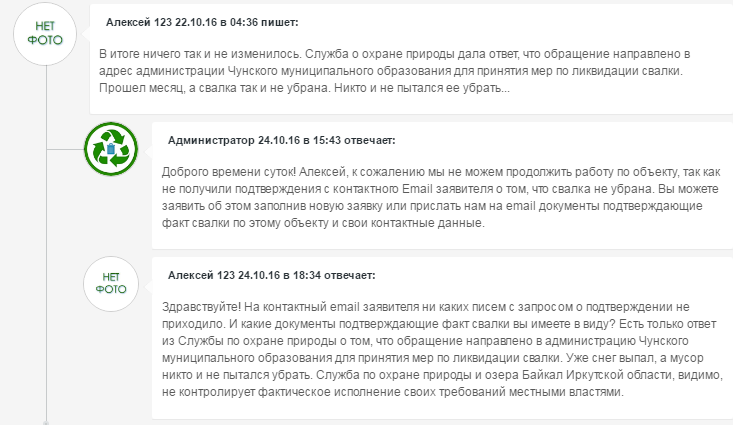 НЕТ
ФОТО
Алексей 123 22.10.16 в 04:36 пишет:
В итоге ничего так и не изменилось. Служба о охране природы дала ответ, что обращение направлено в
адрес администрации Чунского муниципального образования для принятия мер по ликвидации свалки.
Прошел месяц, а свалка так и не убрана. Никто и не пытался ее убрать...
Администратор 24.10.16 в 15:43 отвечает:
Доброго времени суток! Алексей, к сожалению мы не можем продолжить работу по объекту, так как
не получили подтверждения с контактного Email заявителя о том, что свалка не убрана. Вы можете
заявить об этом заполнив новую заявку или прислать нам на email документы подтверждающие
факт свалки по этому объекту и свои контактные данные.
НЕТ
ФОТО
Алексей 123 24.10.16 в 18:34 отвечает:
Здравствуйте! На контактный email заявителя ни каких писем с запросом о подтверждении не
приходило. И какие документы подтверждающие факт свалки вы имеете в виду? Есть только ответ
из Службы по охране природы о том, что обращение направлено в администрацию Чунского
муниципального образования для принятия мер по ликвидации свалки. Уже снег выпал, а мусор
никто и не пытался убрать. Служба по охране природы и озера Байкал Иркутской области, видимо,
не контролирует фактическое исполнение своих требований местными властями.